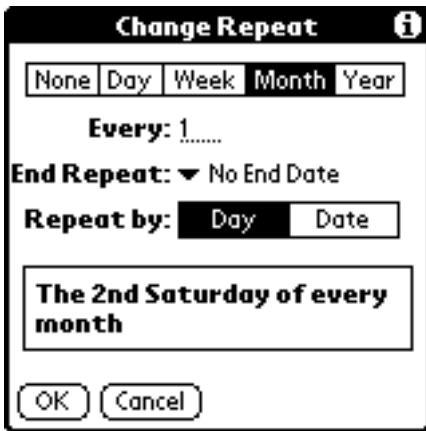 Change Repeat i
None Day Week Month Year
Every: 1
End Repeat: No End Date
Repeat by: Day Date
The 2nd Saturday of every
month
OK Cancel